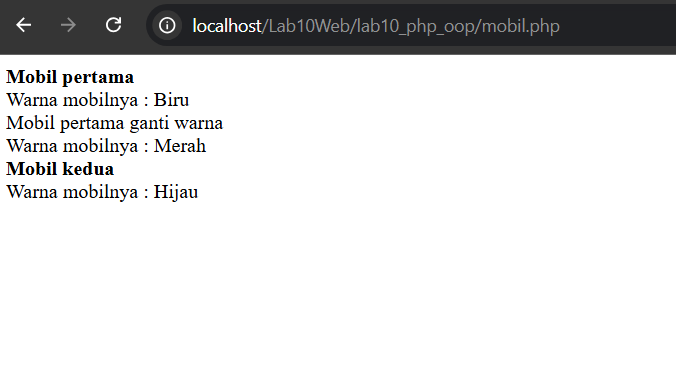 localhost/Lab10Web/lab10_php_oop/mobil.php
Mobil pertama
Warna mobilnya : Biru
Mobil pertama ganti warna
Warna mobilnya : Merah
Mobil kedua
Warna mobilnya : Hijau